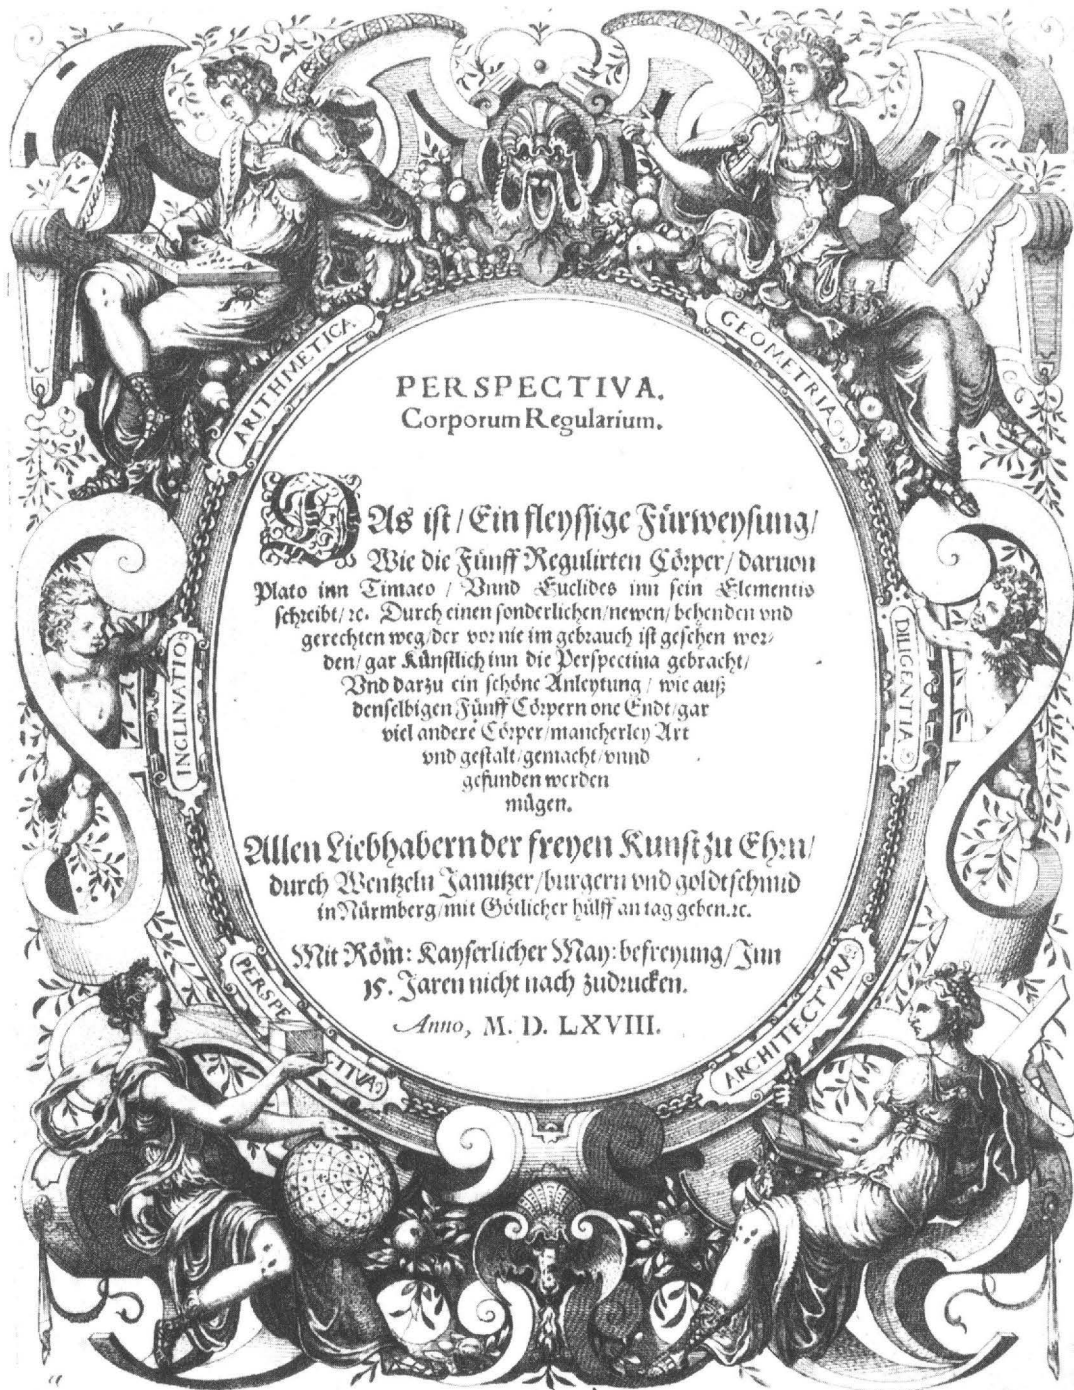 ARITHMETICA
GEOMETRIA
PERSPECTIVA.
Corporum Regularium.
DAs ist / Ein fleyssige Fürweysung /
Wie die Fünff Regulirten Cörper / daruon
Plato inn Timaeo / Vnnd Euclides inn sein Elementis
schreibt / ꝛc. Durch einen sonderlichen / newen / behenden vnd
gerechten weg / der vor nie im gebrauch ist gesehen wor-
den / gar Künstlich inn die Perspectiua gebracht /
Vnd darzu ein schöne Anleytung / wie auß
denselbigen Fünff Cörpern one Endt / gar
viel andere Cörper / mancherley Art
vnd gestalt / gemacht / vnnd
gefunden werden
mügen.
Allen Liebhabern der freyen Kunst zu Ehrn /
durch Wentzeln Jamitzer / burgern vnd goldtschmid
in Nürmberg / mit Götlicher hülff an tag geben. ꝛc.
Mit Röm: Kayserlicher May: befreyung / Jnn
15. Jaren nicht nach zudrucken.
Anno, M. D. LXVIII.
INCLINATIO
DILIGENTIA
PERSPE
CTIVA
ARCHITECTVRA
a